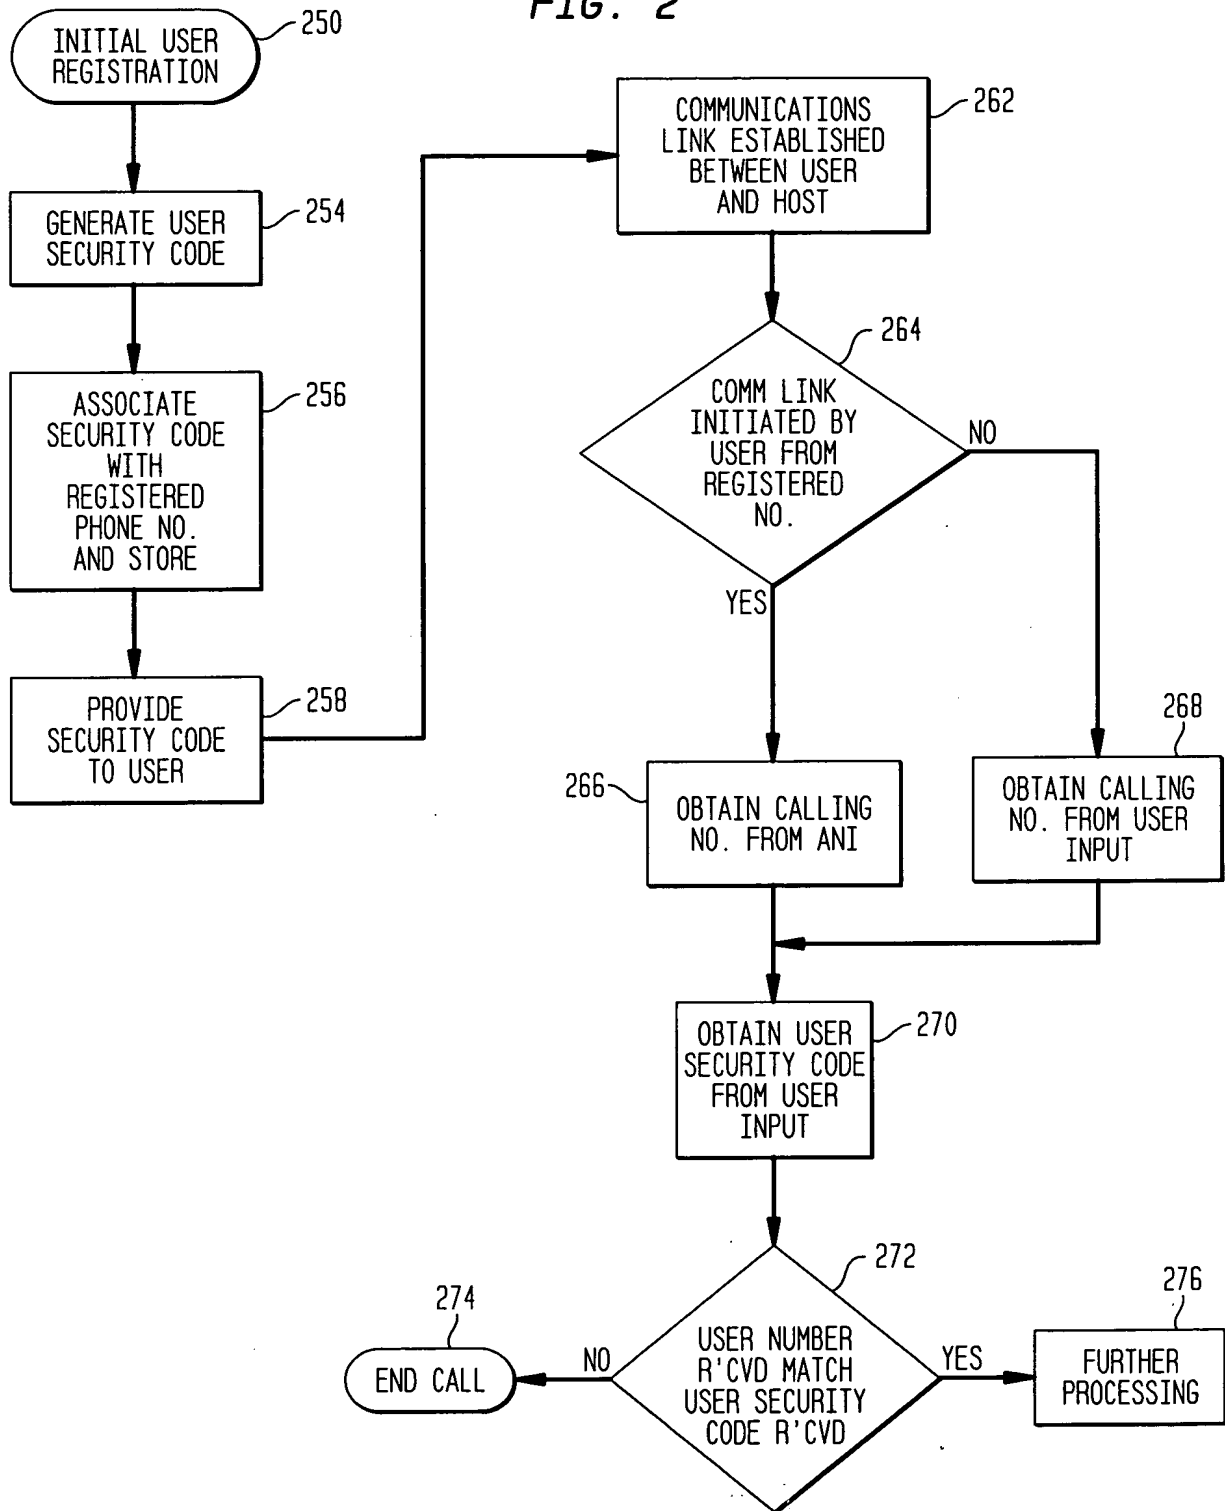 FIG. 2
INITIAL USER
REGISTRATION
250
GENERATE USER
SECURITY CODE
254
ASSOCIATE
SECURITY CODE
WITH
REGISTERED
PHONE NO.
AND STORE
256
PROVIDE
SECURITY CODE
TO USER
258
COMMUNICATIONS
LINK ESTABLISHED
BETWEEN USER
AND HOST
262
COMM LINK
INITIATED BY
USER FROM
REGISTERED
NO.
264
NO
YES
266
OBTAIN CALLING
NO. FROM ANI
268
OBTAIN CALLING
NO. FROM USER
INPUT
OBTAIN USER
SECURITY CODE
FROM USER
INPUT
270
USER NUMBER
R'CVD MATCH
USER SECURITY
CODE R'CVD
272
NO
274
END CALL
YES
276
FURTHER
PROCESSING